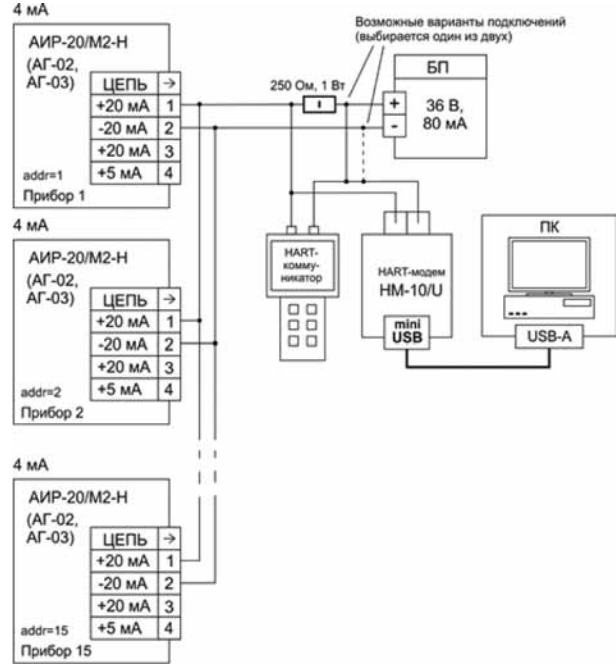 4 мА
АИР-20/М2-Н
(АГ-02,
АГ-03)
ЦЕПЬ →
+20 мА 1
-20 мА 2
+20 мА 3
+5 мА 4
addr=1
Прибор 1
Возможные варианты подключений
(выбирается один из двух)
250 Ом, 1 Вт
БП
+
-
36 В,
80 мА
HART-
комму-
никатор
HART-модем
HM-10/U
mini
USB
ПК
USB-A
4 мА
АИР-20/М2-Н
(АГ-02,
АГ-03)
ЦЕПЬ →
+20 мА 1
-20 мА 2
+20 мА 3
+5 мА 4
addr=2
Прибор 2
4 мА
АИР-20/М2-Н
(АГ-02,
АГ-03)
ЦЕПЬ →
+20 мА 1
-20 мА 2
+20 мА 3
+5 мА 4
addr=15
Прибор 15